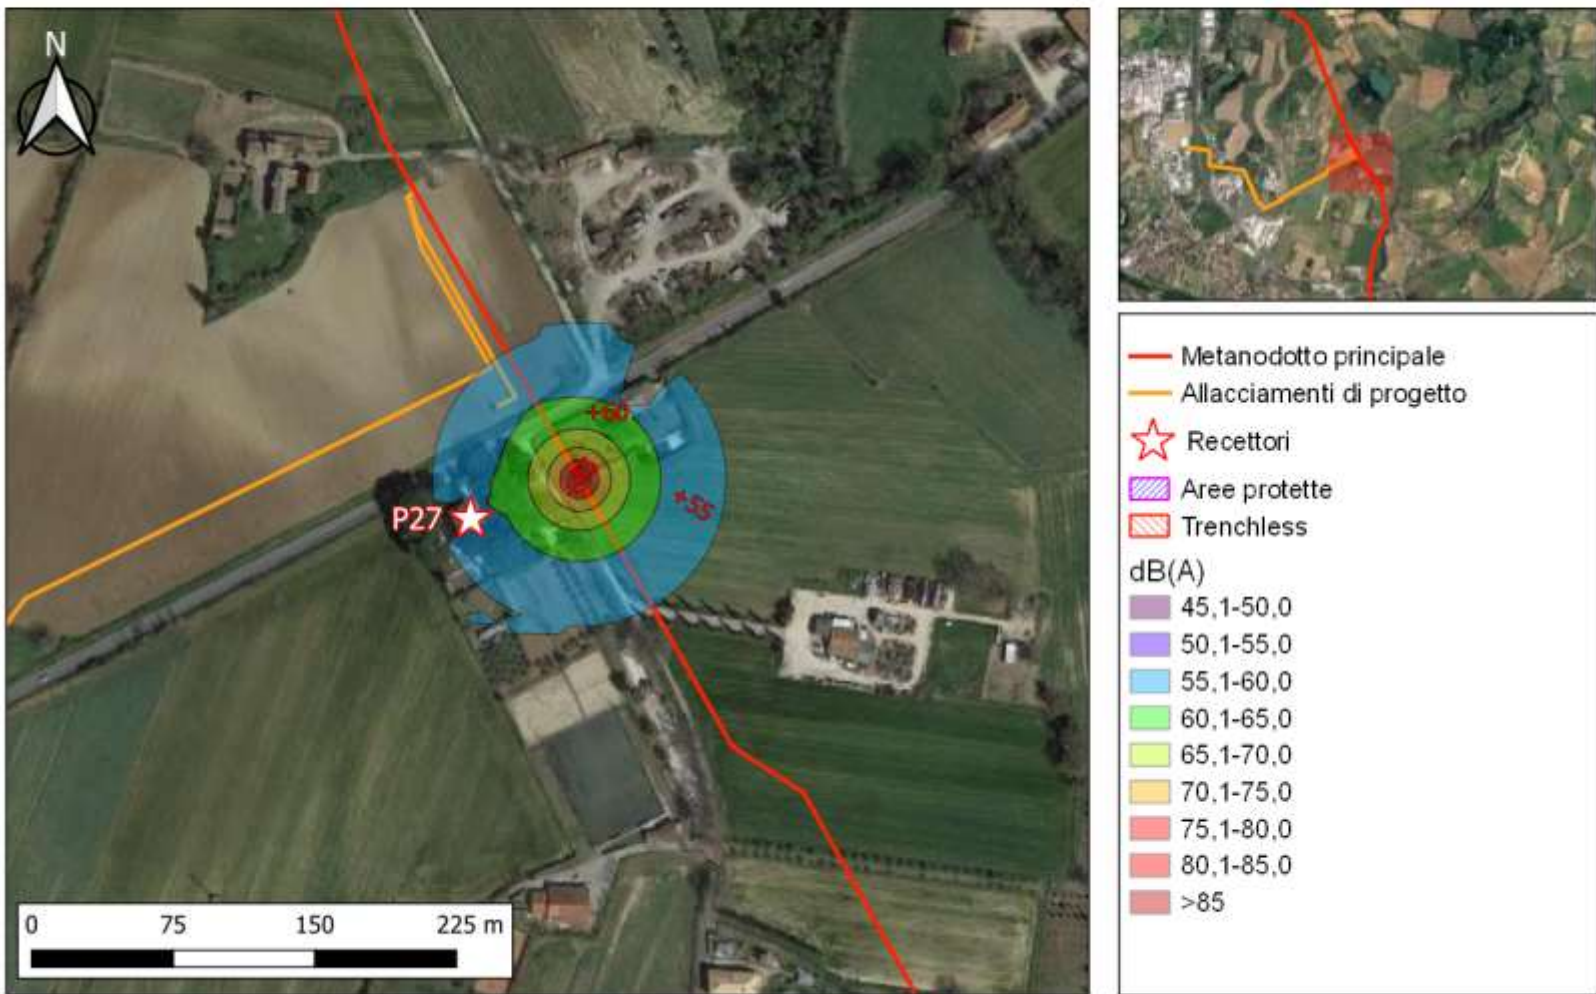 N
+60
+55
P27
0 75 150 225 m
Metanodotto principale
Allacciamenti di progetto
Recettori
Aree protette
Trenchless
dB(A)
45,1-50,0
50,1-55,0
55,1-60,0
60,1-65,0
65,1-70,0
70,1-75,0
75,1-80,0
80,1-85,0
>85